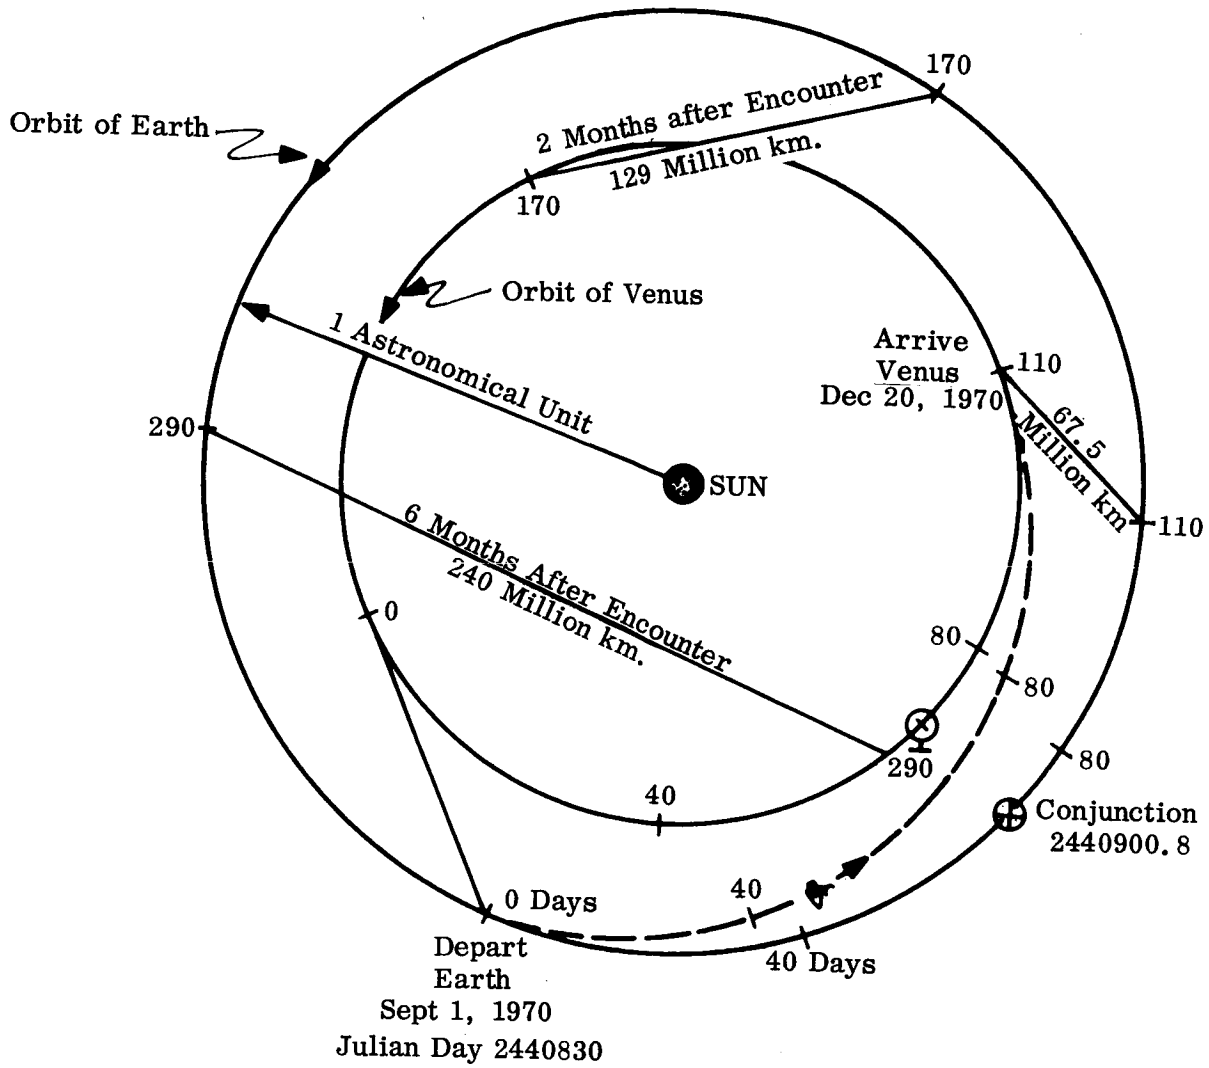 170
2 Months after Encounter
Orbit of Earth
129 Million km.
170
Orbit of Venus
1 Astronomical Unit
Arrive
Venus
Dec 20, 1970
110
67.5
Million km
290
SUN
6 Months After Encounter
240 Million km.
110
0
80
80
290
80
40
Conjunction
2440900.8
40
0 Days
40 Days
Depart
Earth
Sept 1, 1970
Julian Day 2440830